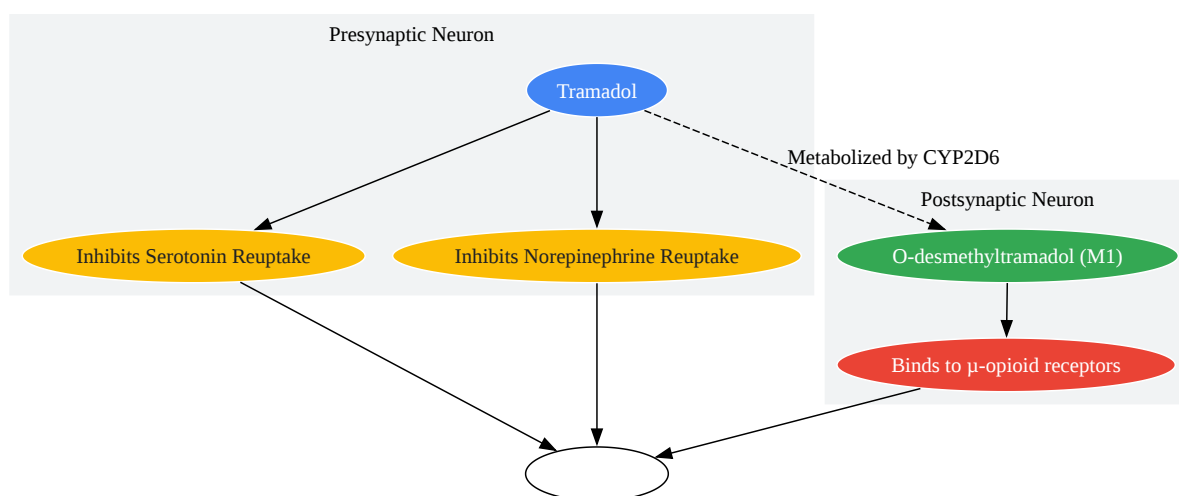 Presynaptic Neuron
Tramadol
Metabolized by CYP2D6
Postsynaptic Neuron
Inhibits Serotonin Reuptake
Inhibits Norepinephrine Reuptake
O-desmethyltramadol (M1)
Binds to µ-opioid receptors